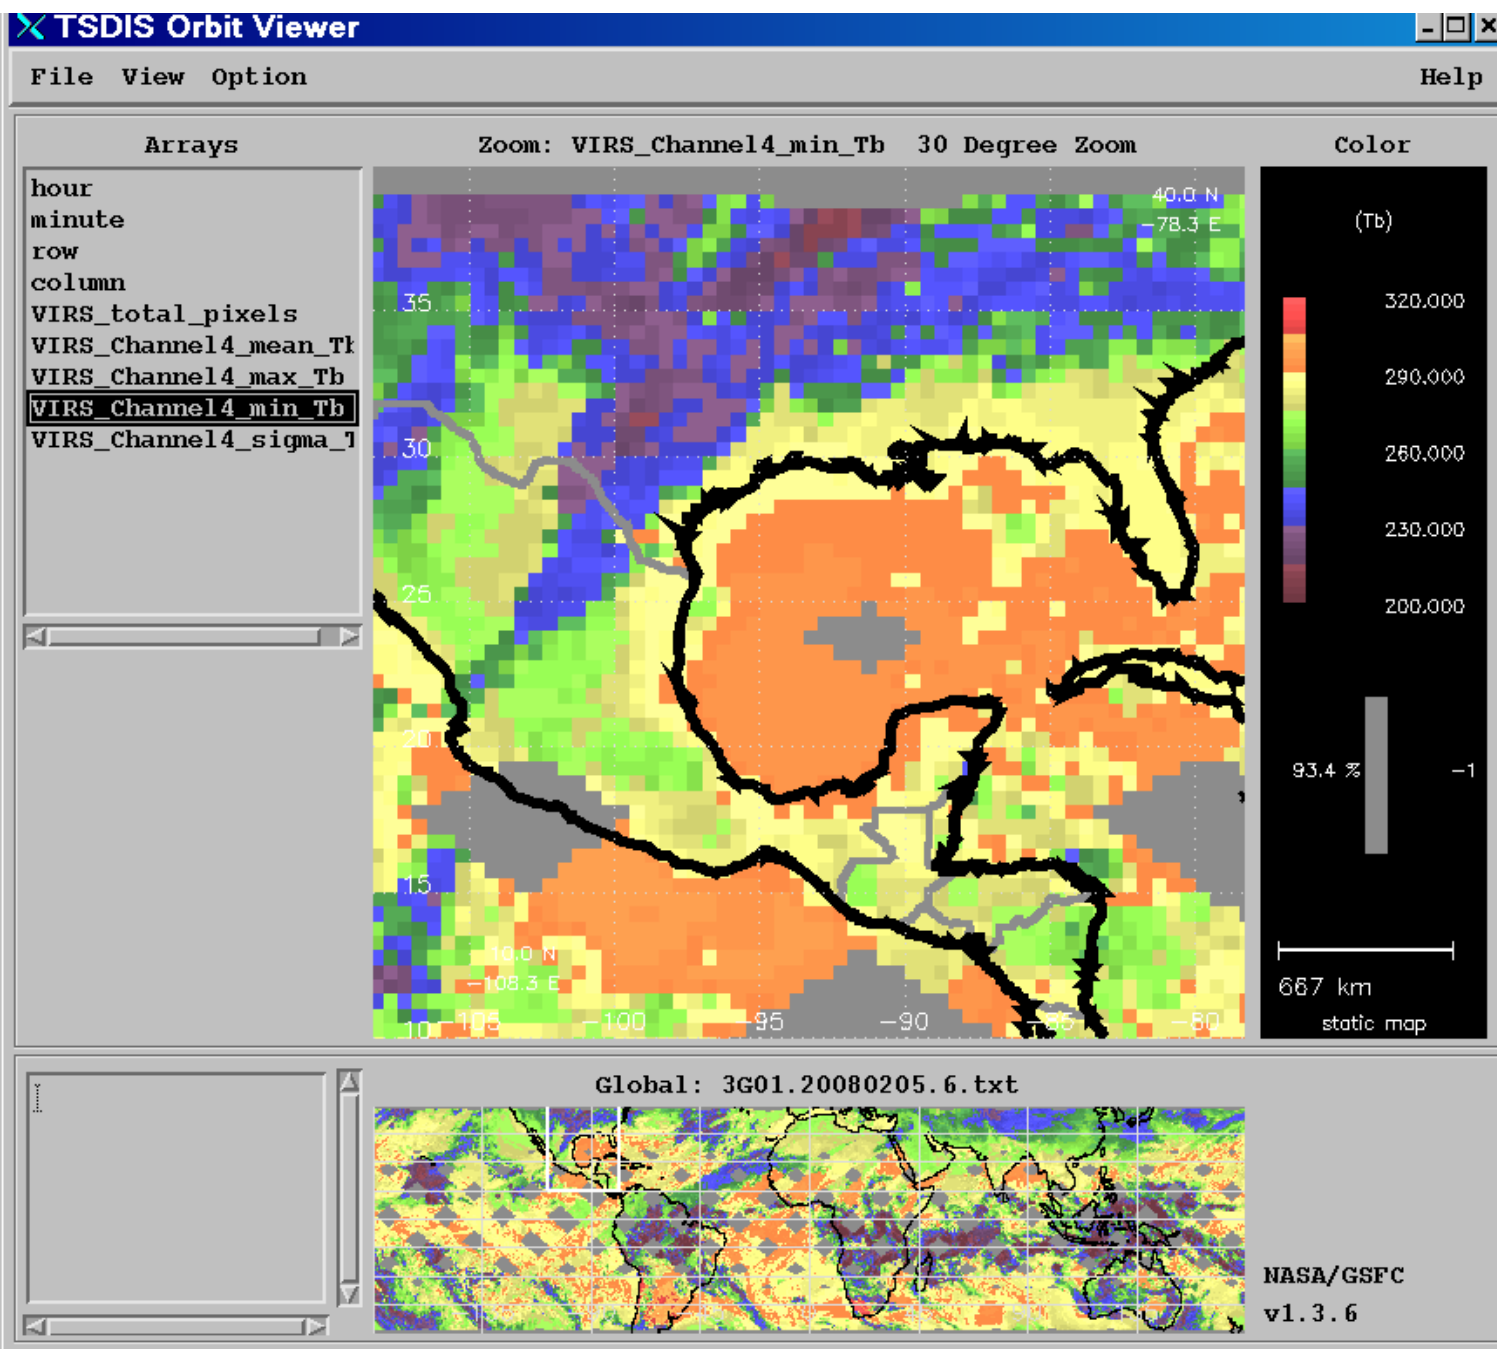 TSDIS Orbit Viewer
File View Option Help
Arrays
hour
minute
row
column
VIRS_total_pixels
VIRS_Channel4_mean_Tb
VIRS_Channel4_max_Tb
VIRS_Channel4_min_Tb
VIRS_Channel4_sigma_T
Zoom: VIRS_Channel4_min_Tb 30 Degree Zoom
40.0 N
-78.3 E
35
30
25
20
15
10.0 N
-108.3 E
10 -105 -100 -95 -90 -85 -80
Color
(Tb)
320.000
290.000
260.000
230.000
200.000
93.4 % -1
667 km
static map
Global: 3G01.20080205.6.txt
NASA/GSFC
v1.3.6